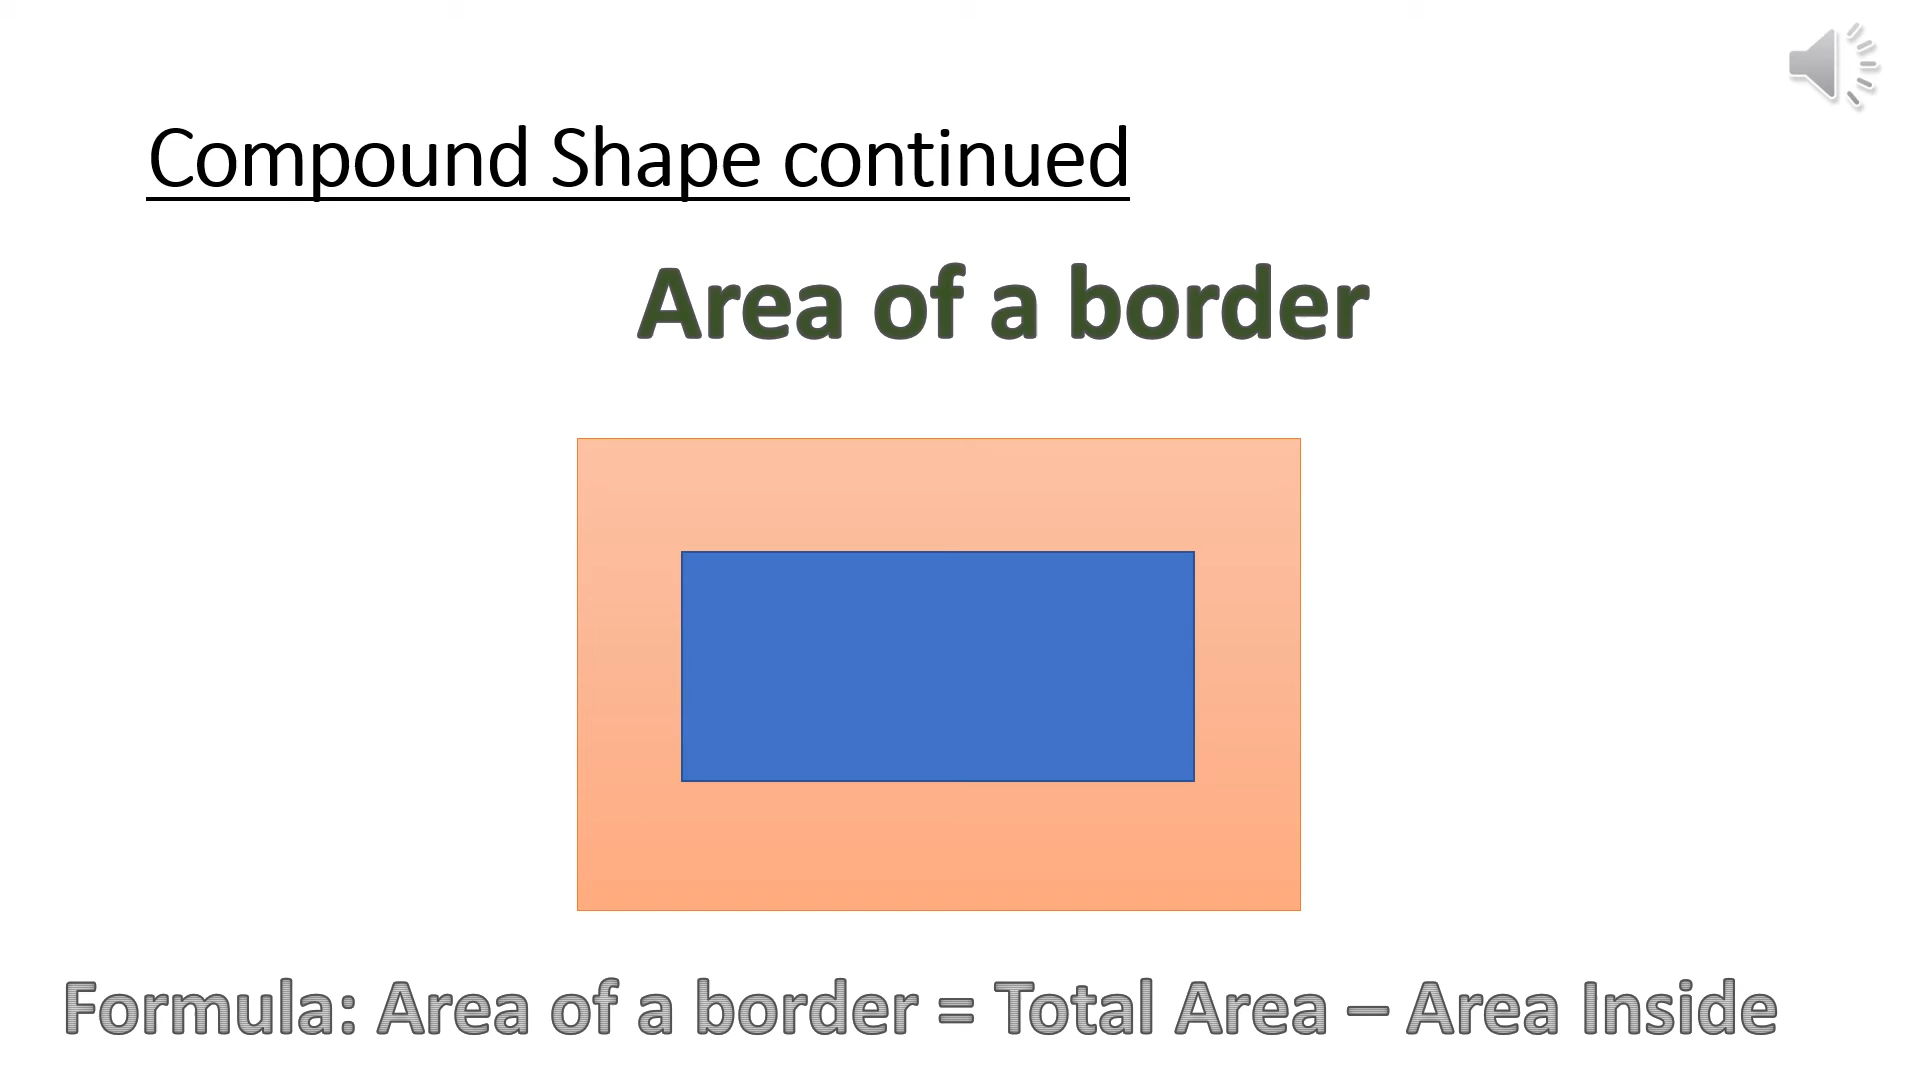 Compound Shape continued
Area of a border
Formula: Area of a border = Total Area – Area Inside